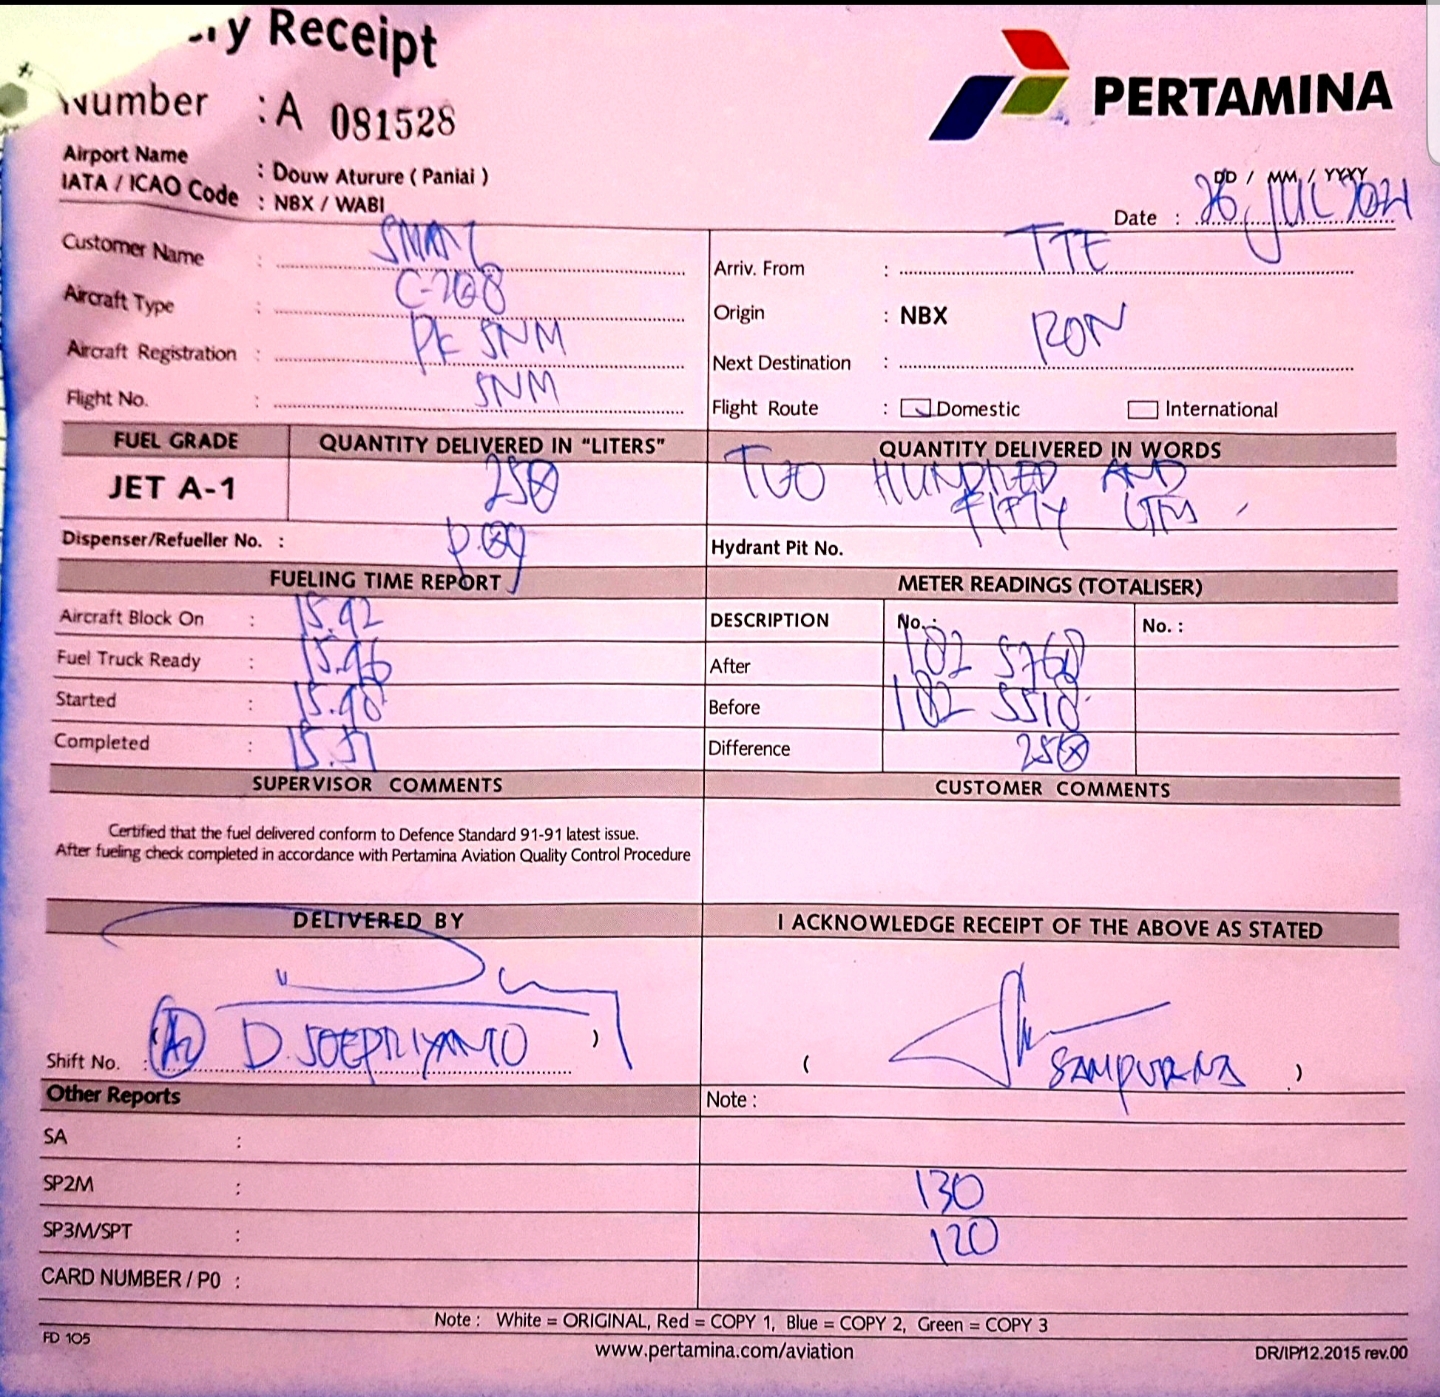 ry Receipt
PERTAMINA
Number : A 081528
Airport Name : Douw Aturure ( Paniai )
IATA / ICAO Code : NBX / WABI
DD / MM / YYYY
Date : 26 JUL 2021
Customer Name : SMAN
Arriv. From : TTE
Aircraft Type : C-208
Origin : NBX
Aircraft Registration : PK SNM
Next Destination : RON
Flight No. : SNM
Flight Route : Domestic International
FUEL GRADE QUANTITY DELIVERED IN "LITERS" QUANTITY DELIVERED IN WORDS
JET A-1 250 TWO HUNDRED AND
FIFTY LTRS
Dispenser/Refueller No. : D.09
Hydrant Pit No.
FUELING TIME REPORT METER READINGS (TOTALISER)
DESCRIPTION No. : No. :
Aircraft Block On : 15.42
Fuel Truck Ready : 15.46
After 102 5760
Started : 15.48
Before 102 5510
Completed : 15.51
Difference 250
SUPERVISOR COMMENTS CUSTOMER COMMENTS
Certified that the fuel delivered conform to Defence Standard 91-91 latest issue.
After fueling check completed in accordance with Pertamina Aviation Quality Control Procedure
DELIVERED BY I ACKNOWLEDGE RECEIPT OF THE ABOVE AS STATED
Shift No. : D. SOEPRIYANTO )
( SAMPURNA )
Other Reports Note :
SA :
SP2M : 130
SP3M/SPT : 120
CARD NUMBER / P0 :
Note : White = ORIGINAL, Red = COPY 1, Blue = COPY 2, Green = COPY 3
FD 105 www.pertamina.com/aviation DR/IP/12.2015 rev.00